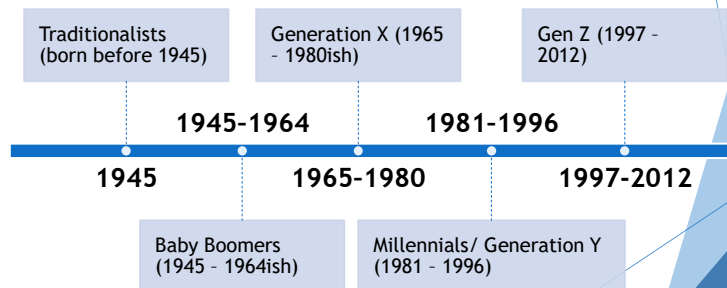 Traditionalists
(born before 1945)
Generation X (1965
– 1980ish)
Gen Z (1997 –
2012)
1945-1964
1981-1996
1945
1965-1980
1997-2012
Baby Boomers
(1945 – 1964ish)
Millennials/ Generation Y
(1981 – 1996)